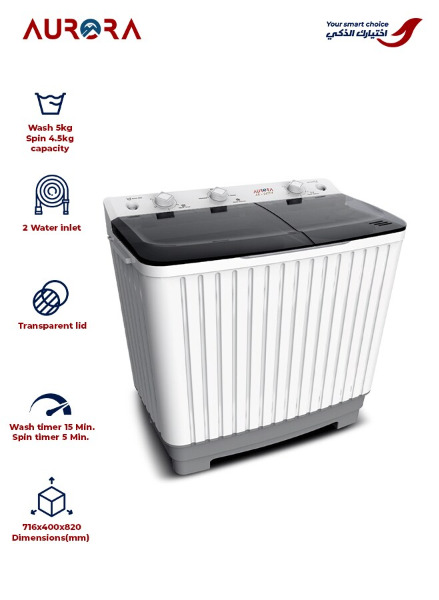 AURORA
Your smart choice
اختيارك الذكي
Wash 5kg
Spin 4.5kg
capacity
AURORA
2 Water inlet
Transparent lid
Wash timer 15 Min.
Spin timer 5 Min.
716x400x820
Dimensions(mm)